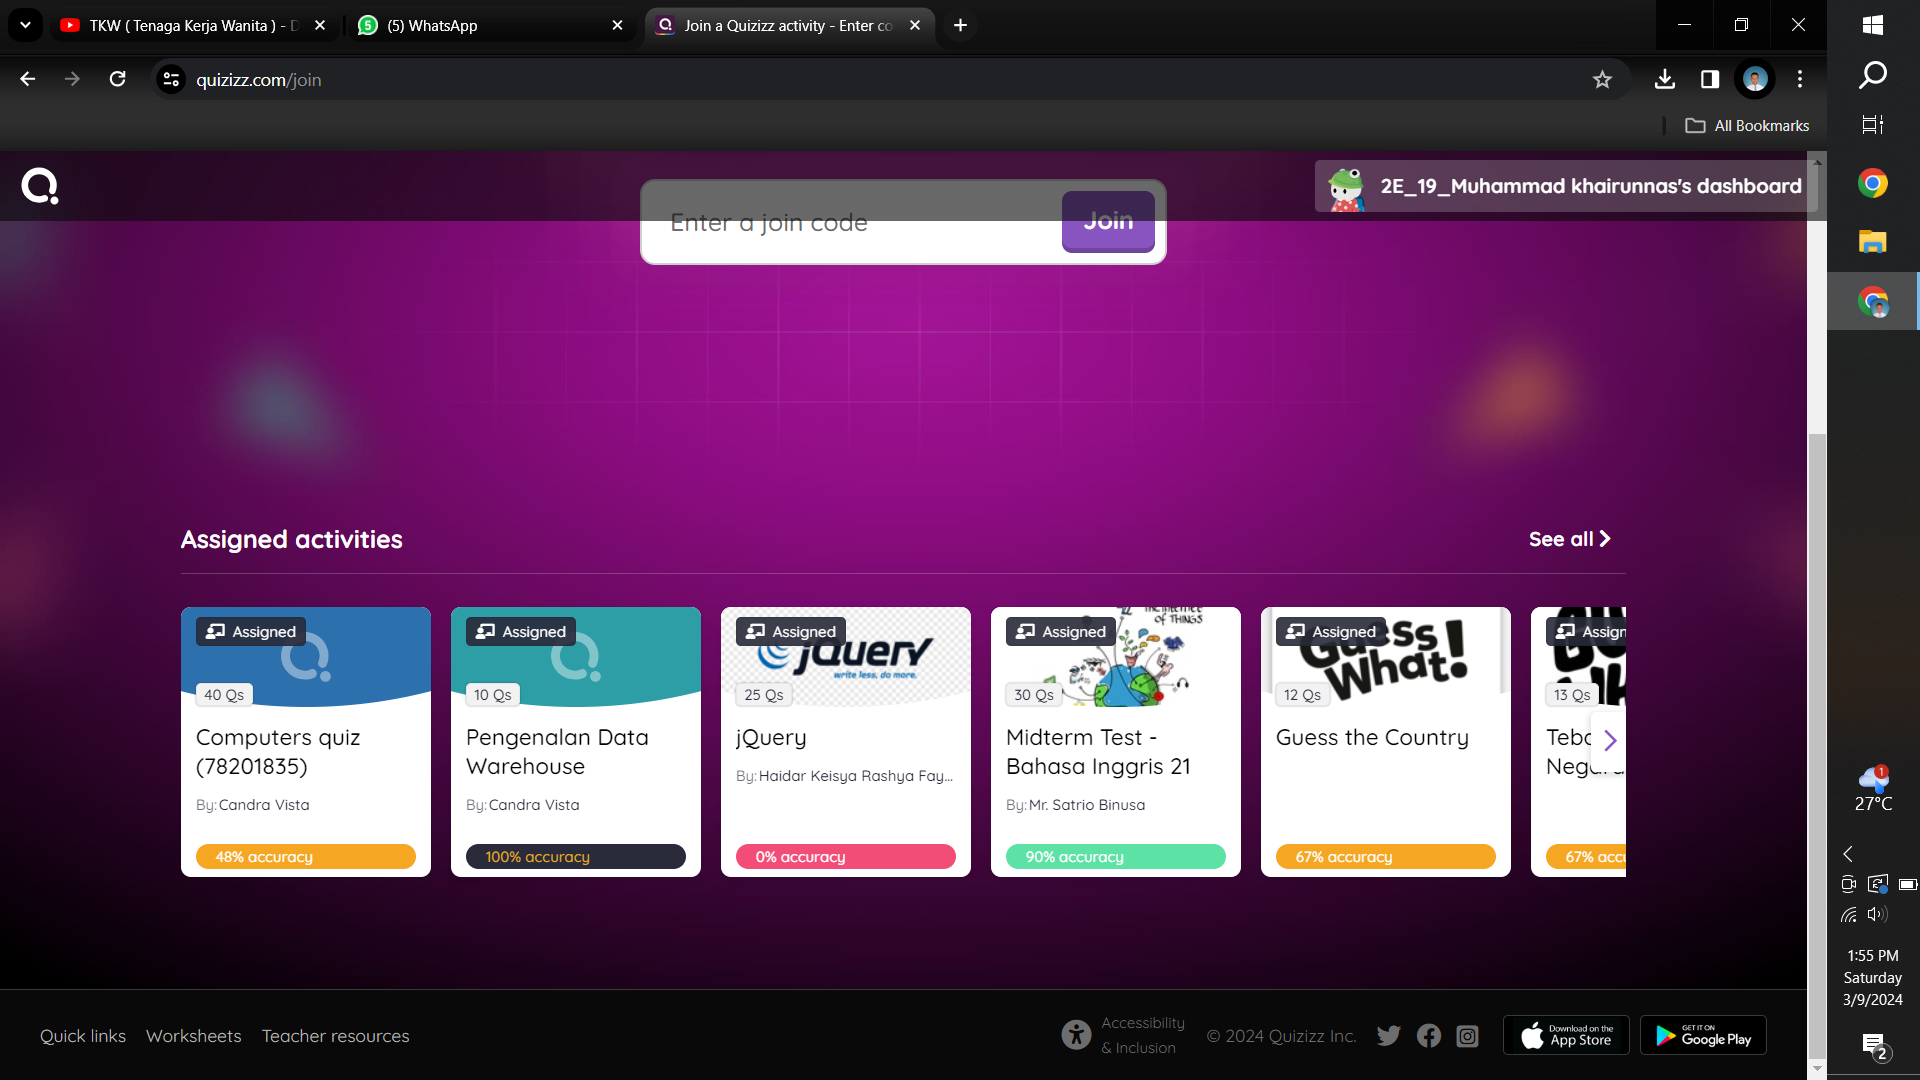 TKW ( Tenaga Kerja Wanita ) - D
(5) WhatsApp
Join a Quizizz activity - Enter co
quizizz.com/join
All Bookmarks
Enter a join code
Join
2E_19_Muhammad khairunnas's dashboard
Assigned activities
See all
Assigned
40 Qs
Computers quiz
(78201835)
By: Candra Vista
48% accuracy
Assigned
10 Qs
Pengenalan Data
Warehouse
By: Candra Vista
100% accuracy
Assigned
jQuery
write less, do more.
25 Qs
jQuery
By: Haidar Keisya Rashya Fay...
0% accuracy
OF THINGS
Assigned
30 Qs
Midterm Test -
Bahasa Inggris 21
By: Mr. Satrio Binusa
90% accuracy
Assigned
Guess
What!
12 Qs
Guess the Country
67% accuracy
Assign
13 Qs
67% accu
27°C
1:55 PM
Saturday
3/9/2024
2
Quick links
Worksheets
Teacher resources
Accessibility
& Inclusion
© 2024 Quizizz Inc.
Download on the
App Store
GET IT ON
Google Play